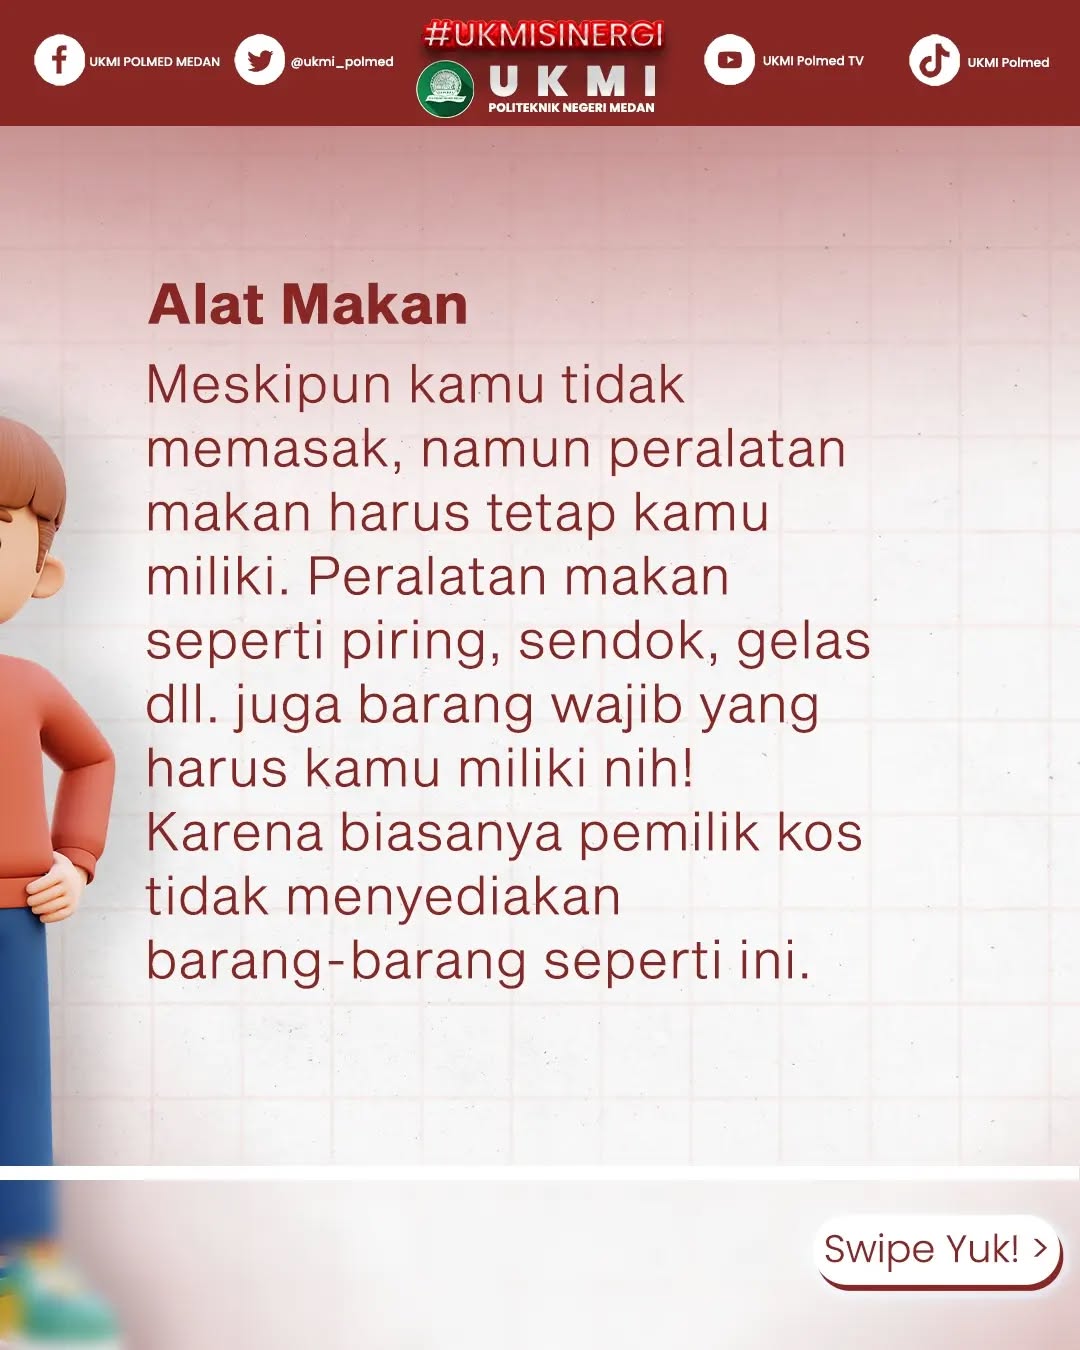 UKMI POLMED MEDAN
@ukmi_polmed
#UKMISINERGI
UKMI
POLITEKNIK NEGERI MEDAN
UKMI Polmed TV
UKMI Polmed
Alat Makan
Meskipun kamu tidak
memasak, namun peralatan
makan harus tetap kamu
miliki. Peralatan makan
seperti piring, sendok, gelas
dll. juga barang wajib yang
harus kamu miliki nih!
Karena biasanya pemilik kos
tidak menyediakan
barang-barang seperti ini.
Swipe Yuk! >